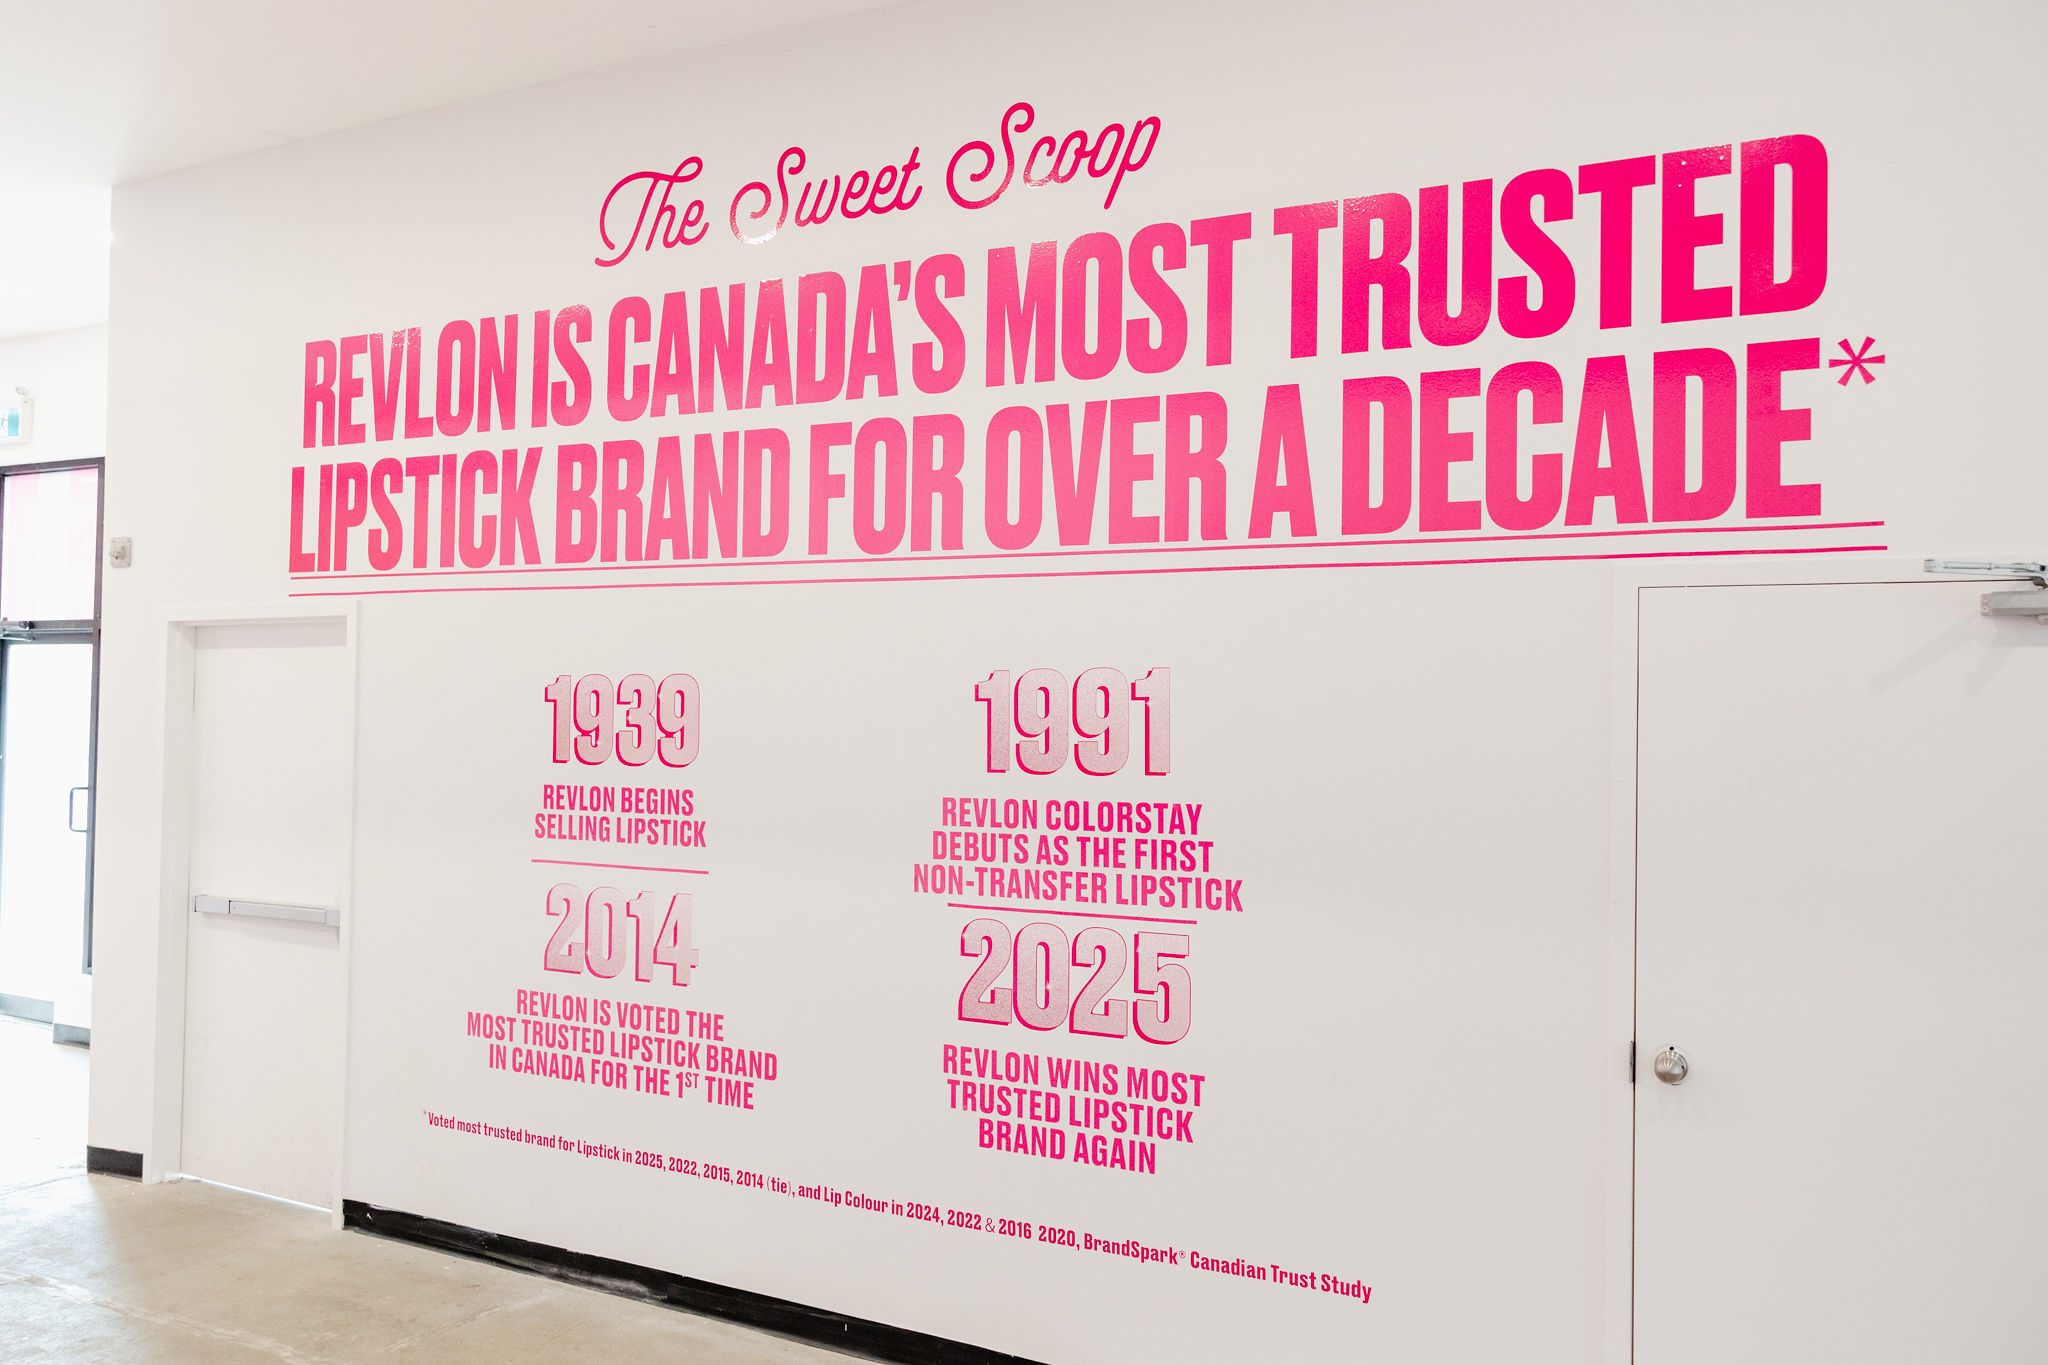 The Sweet Scoop
REVLON IS CANADA'S MOST TRUSTED
LIPSTICK BRAND FOR OVER A DECADE*
1939
REVLON BEGINS
SELLING LIPSTICK
2014
REVLON IS VOTED THE
MOST TRUSTED LIPSTICK BRAND
IN CANADA FOR THE 1ST TIME
1991
REVLON COLORSTAY
DEBUTS AS THE FIRST
NON-TRANSFER LIPSTICK
2025
REVLON WINS MOST
TRUSTED LIPSTICK
BRAND AGAIN
*Voted most trusted brand for Lipstick in 2025, 2022, 2015, 2014 (tie), and Lip Colour in 2024, 2022 & 2016 2020, BrandSpark® Canadian Trust Study